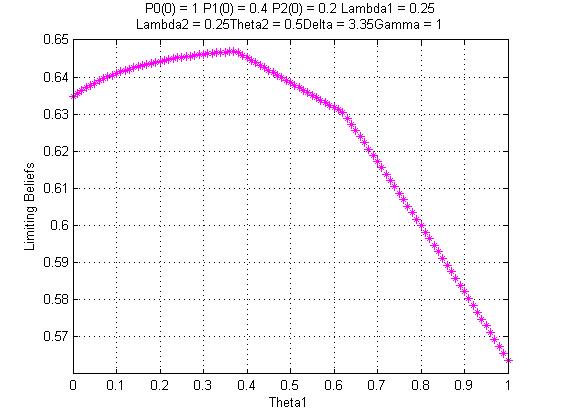 P0(0) = 1 P1(0) = 0.4 P2(0) = 0.2 Lambda1 = 0.25
Lambda2 = 0.25Theta2 = 0.5Delta = 3.35Gamma = 1
0.65
0.64
0.63
0.62
0.61
0.6
0.59
0.58
0.57
Limiting Beliefs
0 0.1 0.2 0.3 0.4 0.5 0.6 0.7 0.8 0.9 1
Theta1